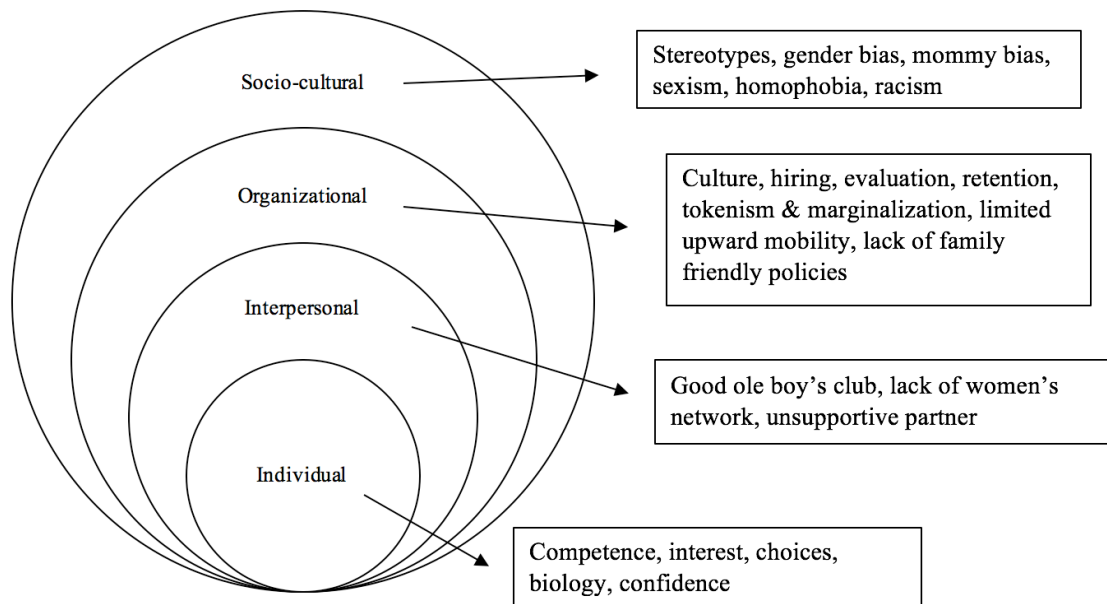 Socio-cultural
Stereotypes, gender bias, mommy bias,
sexism, homophobia, racism
Organizational
Culture, hiring, evaluation, retention,
tokenism & marginalization, limited
upward mobility, lack of family
friendly policies
Interpersonal
Good ole boy’s club, lack of women’s
network, unsupportive partner
Individual
Competence, interest, choices,
biology, confidence